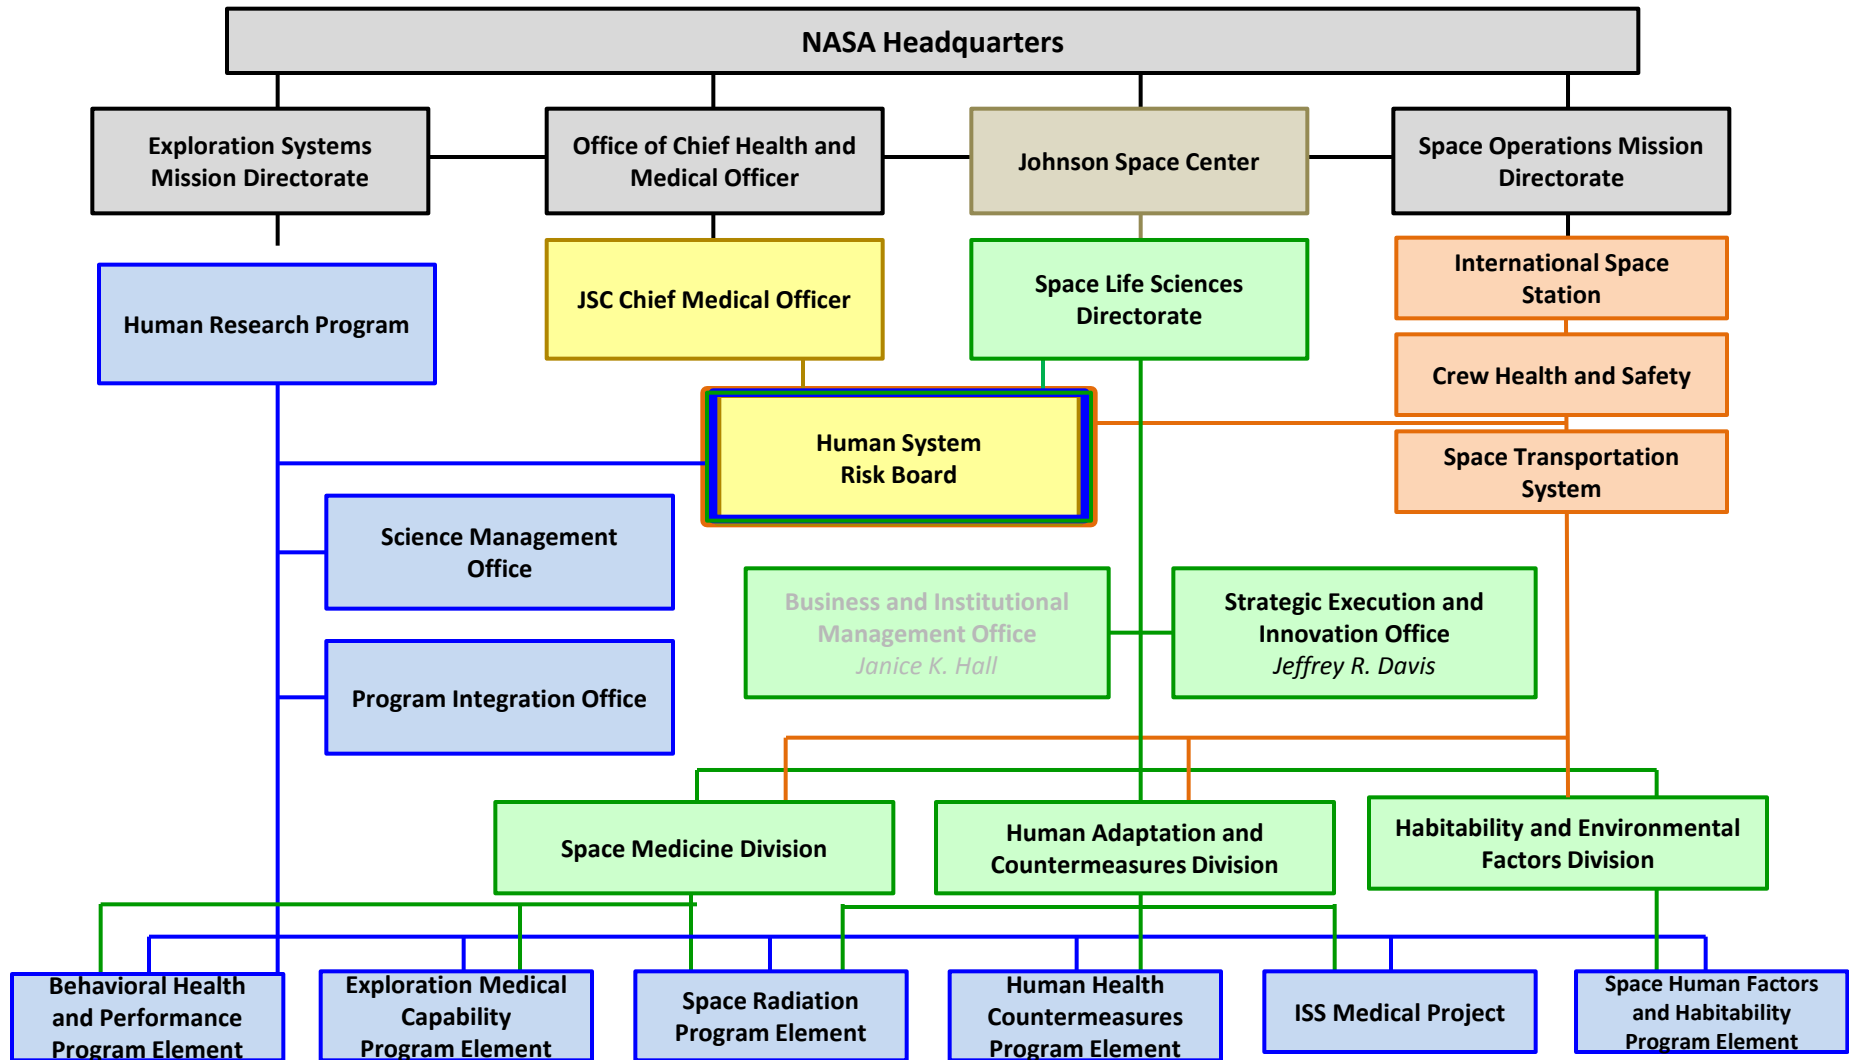 NASA Headquarters
Exploration Systems
Mission Directorate
Office of Chief Health and
Medical Officer
Johnson Space Center
Space Operations Mission
Directorate
Human Research Program
JSC Chief Medical Officer
Space Life Sciences
Directorate
International Space
Station
Crew Health and Safety
Human System
Risk Board
Space Transportation
System
Science Management
Office
Business and Institutional
Management Office
Janice K. Hall
Strategic Execution and
Innovation Office
Jeffrey R. Davis
Program Integration Office
Space Medicine Division
Human Adaptation and
Countermeasures Division
Habitability and Environmental
Factors Division
Behavioral Health
and Performance
Program Element
Exploration Medical
Capability
Program Element
Space Radiation
Program Element
Human Health
Countermeasures
Program Element
ISS Medical Project
Space Human Factors
and Habitability
Program Element